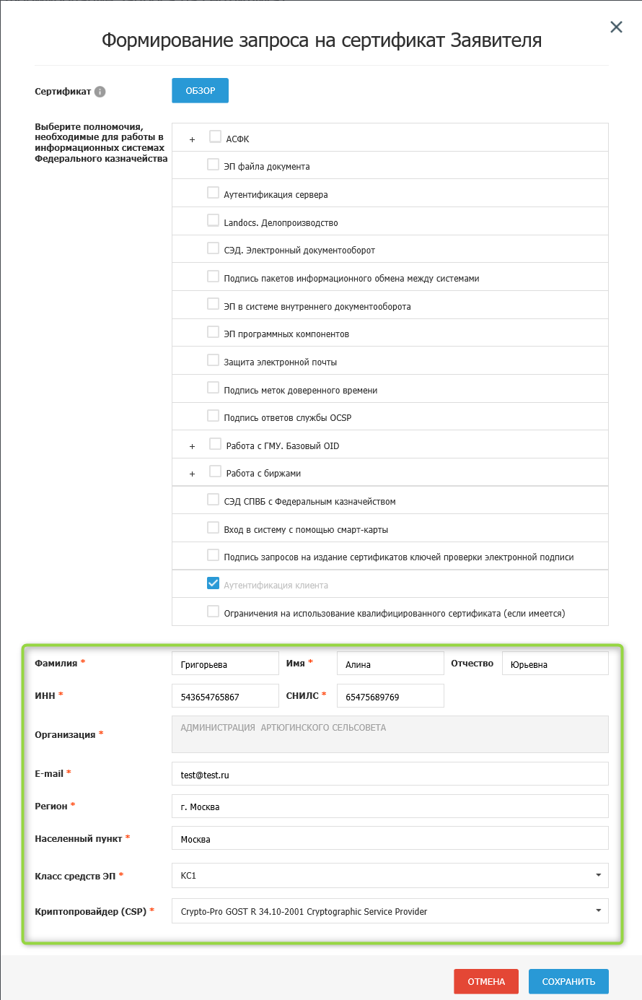 Формирование запроса на сертификат Заявителя
Сертификат
ОБЗОР
Выберите полномочия,
необходимые для работы в
информационных системах
Федерального казначейства
+ АСФК
ЭП файла документа
Аутентификация сервера
Landocs. Делопроизводство
СЭД. Электронный документооборот
Подпись пакетов информационного обмена между системами
ЭП в системе внутреннего документооборота
ЭП программных компонентов
Защита электронной почты
Подпись меток доверенного времени
Подпись ответов службы OCSP
+ Работа с ГМУ. Базовый OID
+ Работа с биржами
СЭД СПВБ с Федеральным казначейством
Вход в систему с помощью смарт-карты
Подпись запросов на издание сертификатов ключей проверки электронной подписи
Аутентификация клиента
Ограничения на использование квалифицированного сертификата (если имеется)
Фамилия * Григорьева Имя * Алина Отчество Юрьевна
ИНН * 543654765867 СНИЛС * 65475689769
Организация * АДМИНИСТРАЦИЯ АРТЮГИНСКОГО СЕЛЬСОВЕТА
E-mail * test@test.ru
Регион * г. Москва
Населенный пункт * Москва
Класс средств ЭП * КС1
Криптопровайдер (CSP) * Crypto-Pro GOST R 34.10-2001 Cryptographic Service Provider
ОТМЕНА СОХРАНИТЬ